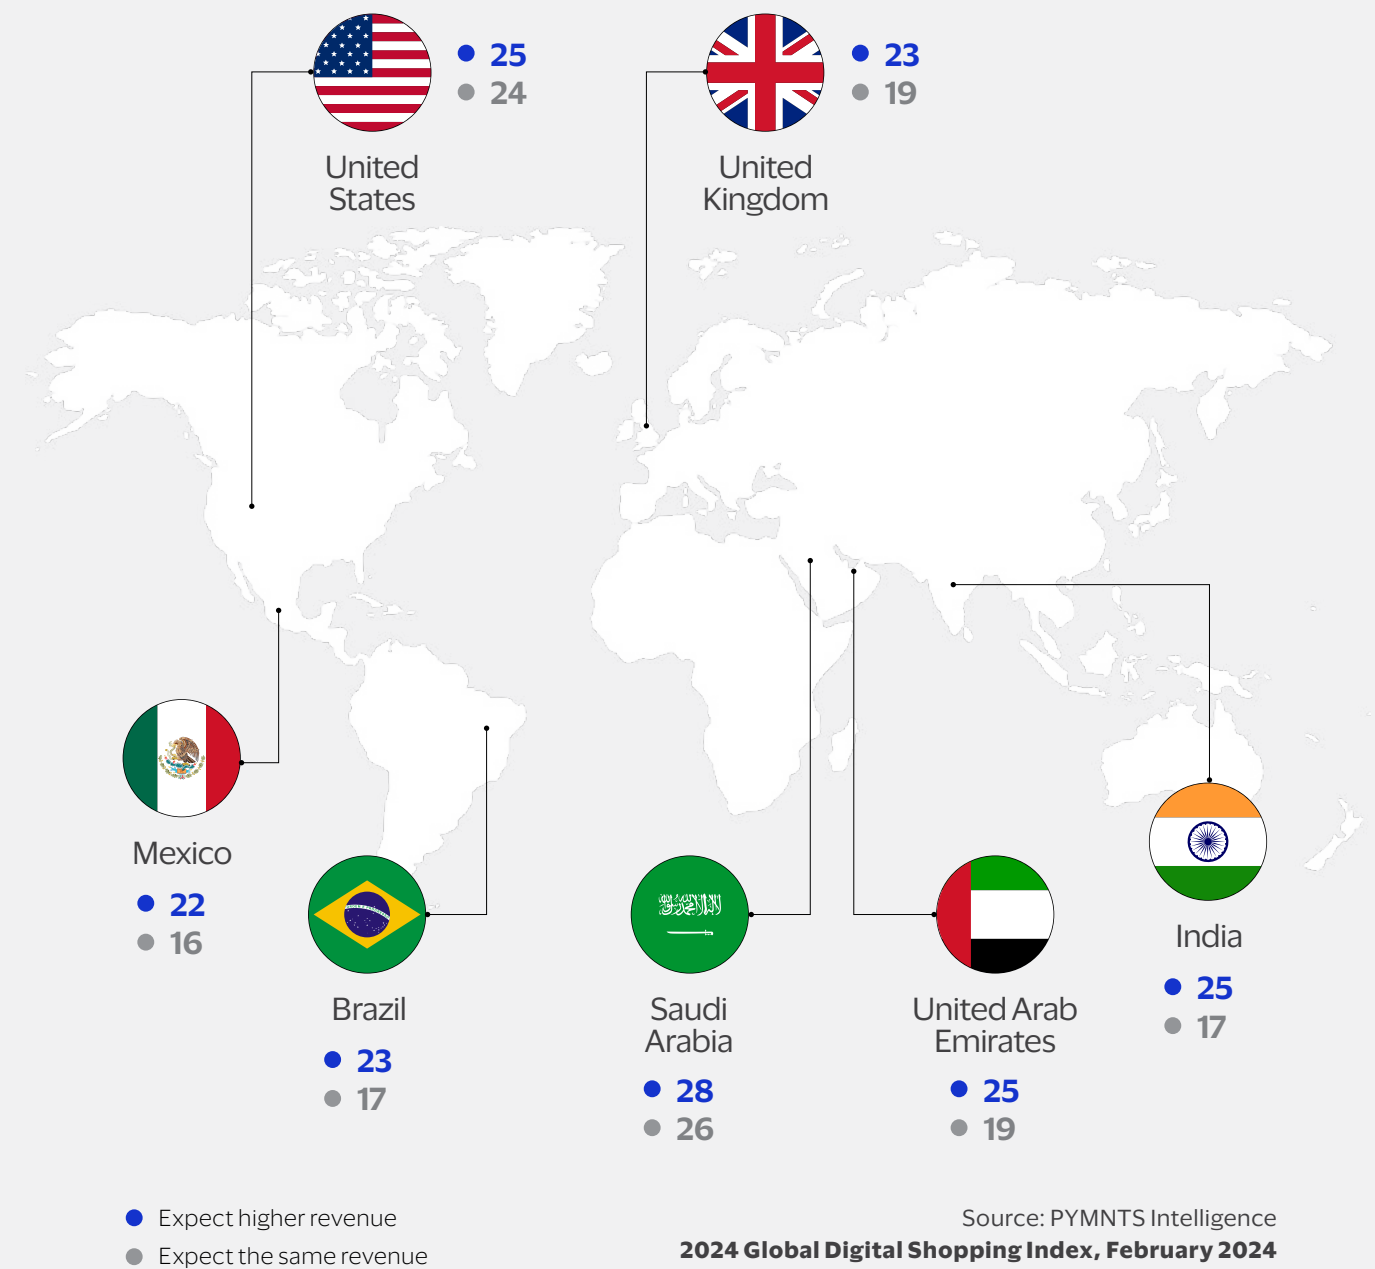 25
24
United
States
23
19
United
Kingdom
Mexico
22
16
Brazil
23
17
Saudi
Arabia
28
26
United Arab
Emirates
25
19
India
25
17
Expect higher revenue
Expect the same revenue
Source: PYMNTS Intelligence
2024 Global Digital Shopping Index, February 2024